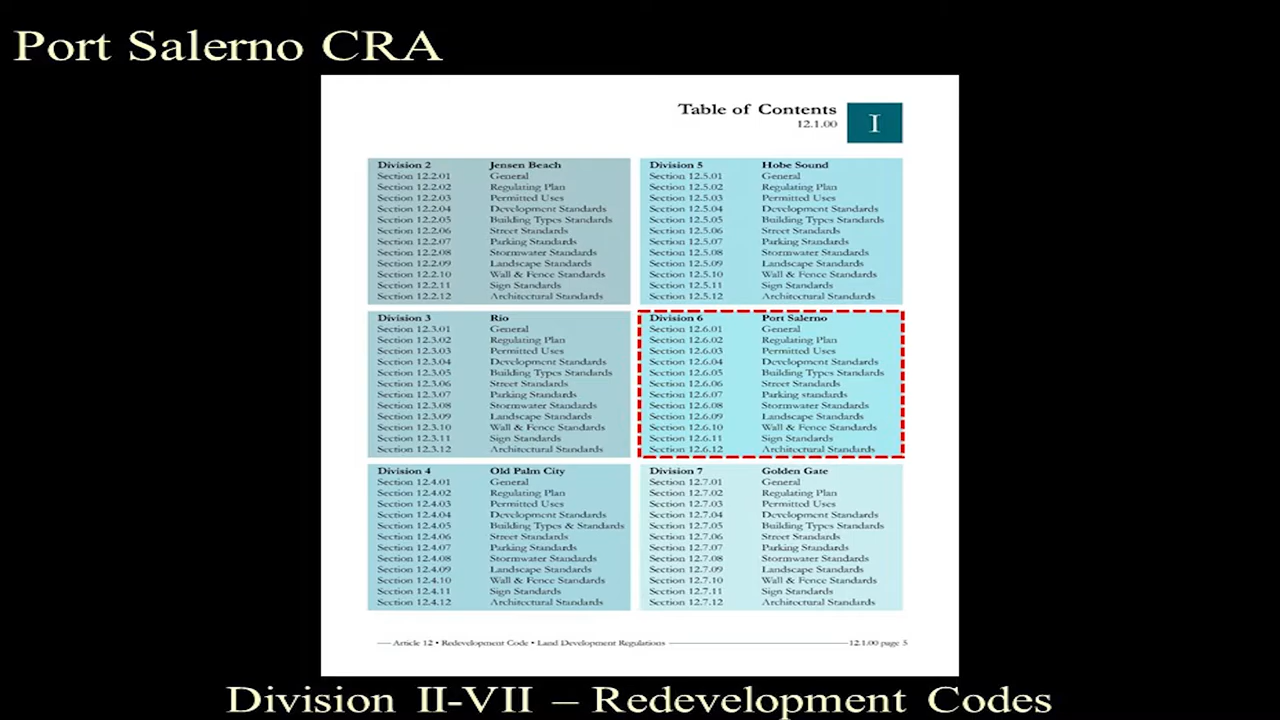 Port Salerno CRA
Table of Contents
12.1.00
I
Division 2 Jensen Beach
Section 12.2.01 General
Section 12.2.02 Regulating Plan
Section 12.2.03 Permitted Uses
Section 12.2.04 Development Standards
Section 12.2.05 Building Types Standards
Section 12.2.06 Street Standards
Section 12.2.07 Parking Standards
Section 12.2.08 Stormwater Standards
Section 12.2.09 Landscape Standards
Section 12.2.10 Wall & Fence Standards
Section 12.2.11 Sign Standards
Section 12.2.12 Architectural Standards
Division 3 Rio
Section 12.3.01 General
Section 12.3.02 Regulating Plan
Section 12.3.03 Permitted Uses
Section 12.3.04 Development Standards
Section 12.3.05 Building Types Standards
Section 12.3.06 Street Standards
Section 12.3.07 Parking Standards
Section 12.3.08 Stormwater Standards
Section 12.3.09 Landscape Standards
Section 12.3.10 Wall & Fence Standards
Section 12.3.11 Sign Standards
Section 12.3.12 Architectural Standards
Division 4 Old Palm City
Section 12.4.01 General
Section 12.4.02 Regulating Plan
Section 12.4.03 Permitted Uses
Section 12.4.04 Development Standards
Section 12.4.05 Building Types & Standards
Section 12.4.06 Street Standards
Section 12.4.07 Parking Standards
Section 12.4.08 Stormwater Standards
Section 12.4.09 Landscape Standards
Section 12.4.10 Wall & Fence Standards
Section 12.4.11 Sign Standards
Section 12.4.12 Architectural Standards
Division 5 Hobe Sound
Section 12.5.01 General
Section 12.5.02 Regulating Plan
Section 12.5.03 Permitted Uses
Section 12.5.04 Development Standards
Section 12.5.05 Building Types Standards
Section 12.5.06 Street Standards
Section 12.5.07 Parking Standards
Section 12.5.08 Stormwater Standards
Section 12.5.09 Landscape Standards
Section 12.5.10 Wall & Fence Standards
Section 12.5.11 Sign Standards
Section 12.5.12 Architectural Standards
Division 6 Port Salerno
Section 12.6.01 General
Section 12.6.02 Regulating Plan
Section 12.6.03 Permitted Uses
Section 12.6.04 Development Standards
Section 12.6.05 Building Types Standards
Section 12.6.06 Street Standards
Section 12.6.07 Parking standards
Section 12.6.08 Stormwater Standards
Section 12.6.09 Landscape Standards
Section 12.6.10 Wall & Fence Standards
Section 12.6.11 Sign Standards
Section 12.6.12 Architectural Standards
Division 7 Golden Gate
Section 12.7.01 General
Section 12.7.02 Regulating Plan
Section 12.7.03 Permitted Uses
Section 12.7.04 Development Standards
Section 12.7.05 Building Types Standards
Section 12.7.06 Street Standards
Section 12.7.07 Parking Standards
Section 12.7.08 Stormwater Standards
Section 12.7.09 Landscape Standards
Section 12.7.10 Wall & Fence Standards
Section 12.7.11 Sign Standards
Section 12.7.12 Architectural Standards
Article 12 • Redevelopment Code • Land Development Regulations 12.1.00 page 5
Division II-VII – Redevelopment Codes